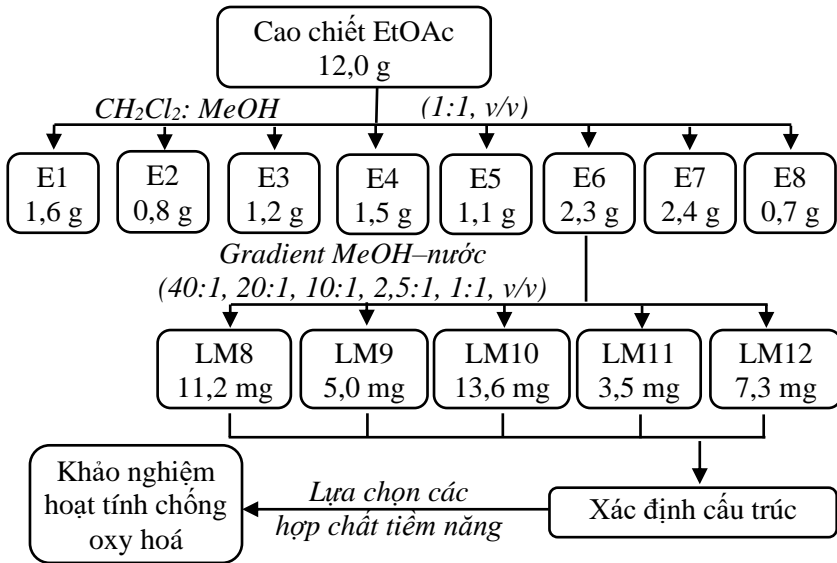 Cao chiết EtOAc
12,0 g
CH₂Cl₂: MeOH (1:1, v/v)
E1 E2 E3 E4 E5 E6 E7 E8
1,6 g 0,8 g 1,2 g 1,5 g 1,1 g 2,3 g 2,4 g 0,7 g
Gradient MeOH–nước
(40:1, 20:1, 10:1, 2,5:1, 1:1, v/v)
LM8 LM9 LM10 LM11 LM12
11,2 mg 5,0 mg 13,6 mg 3,5 mg 7,3 mg
Khảo nghiệm
hoạt tính chống
oxy hoá
Lựa chọn các
hợp chất tiềm năng
Xác định cấu trúc